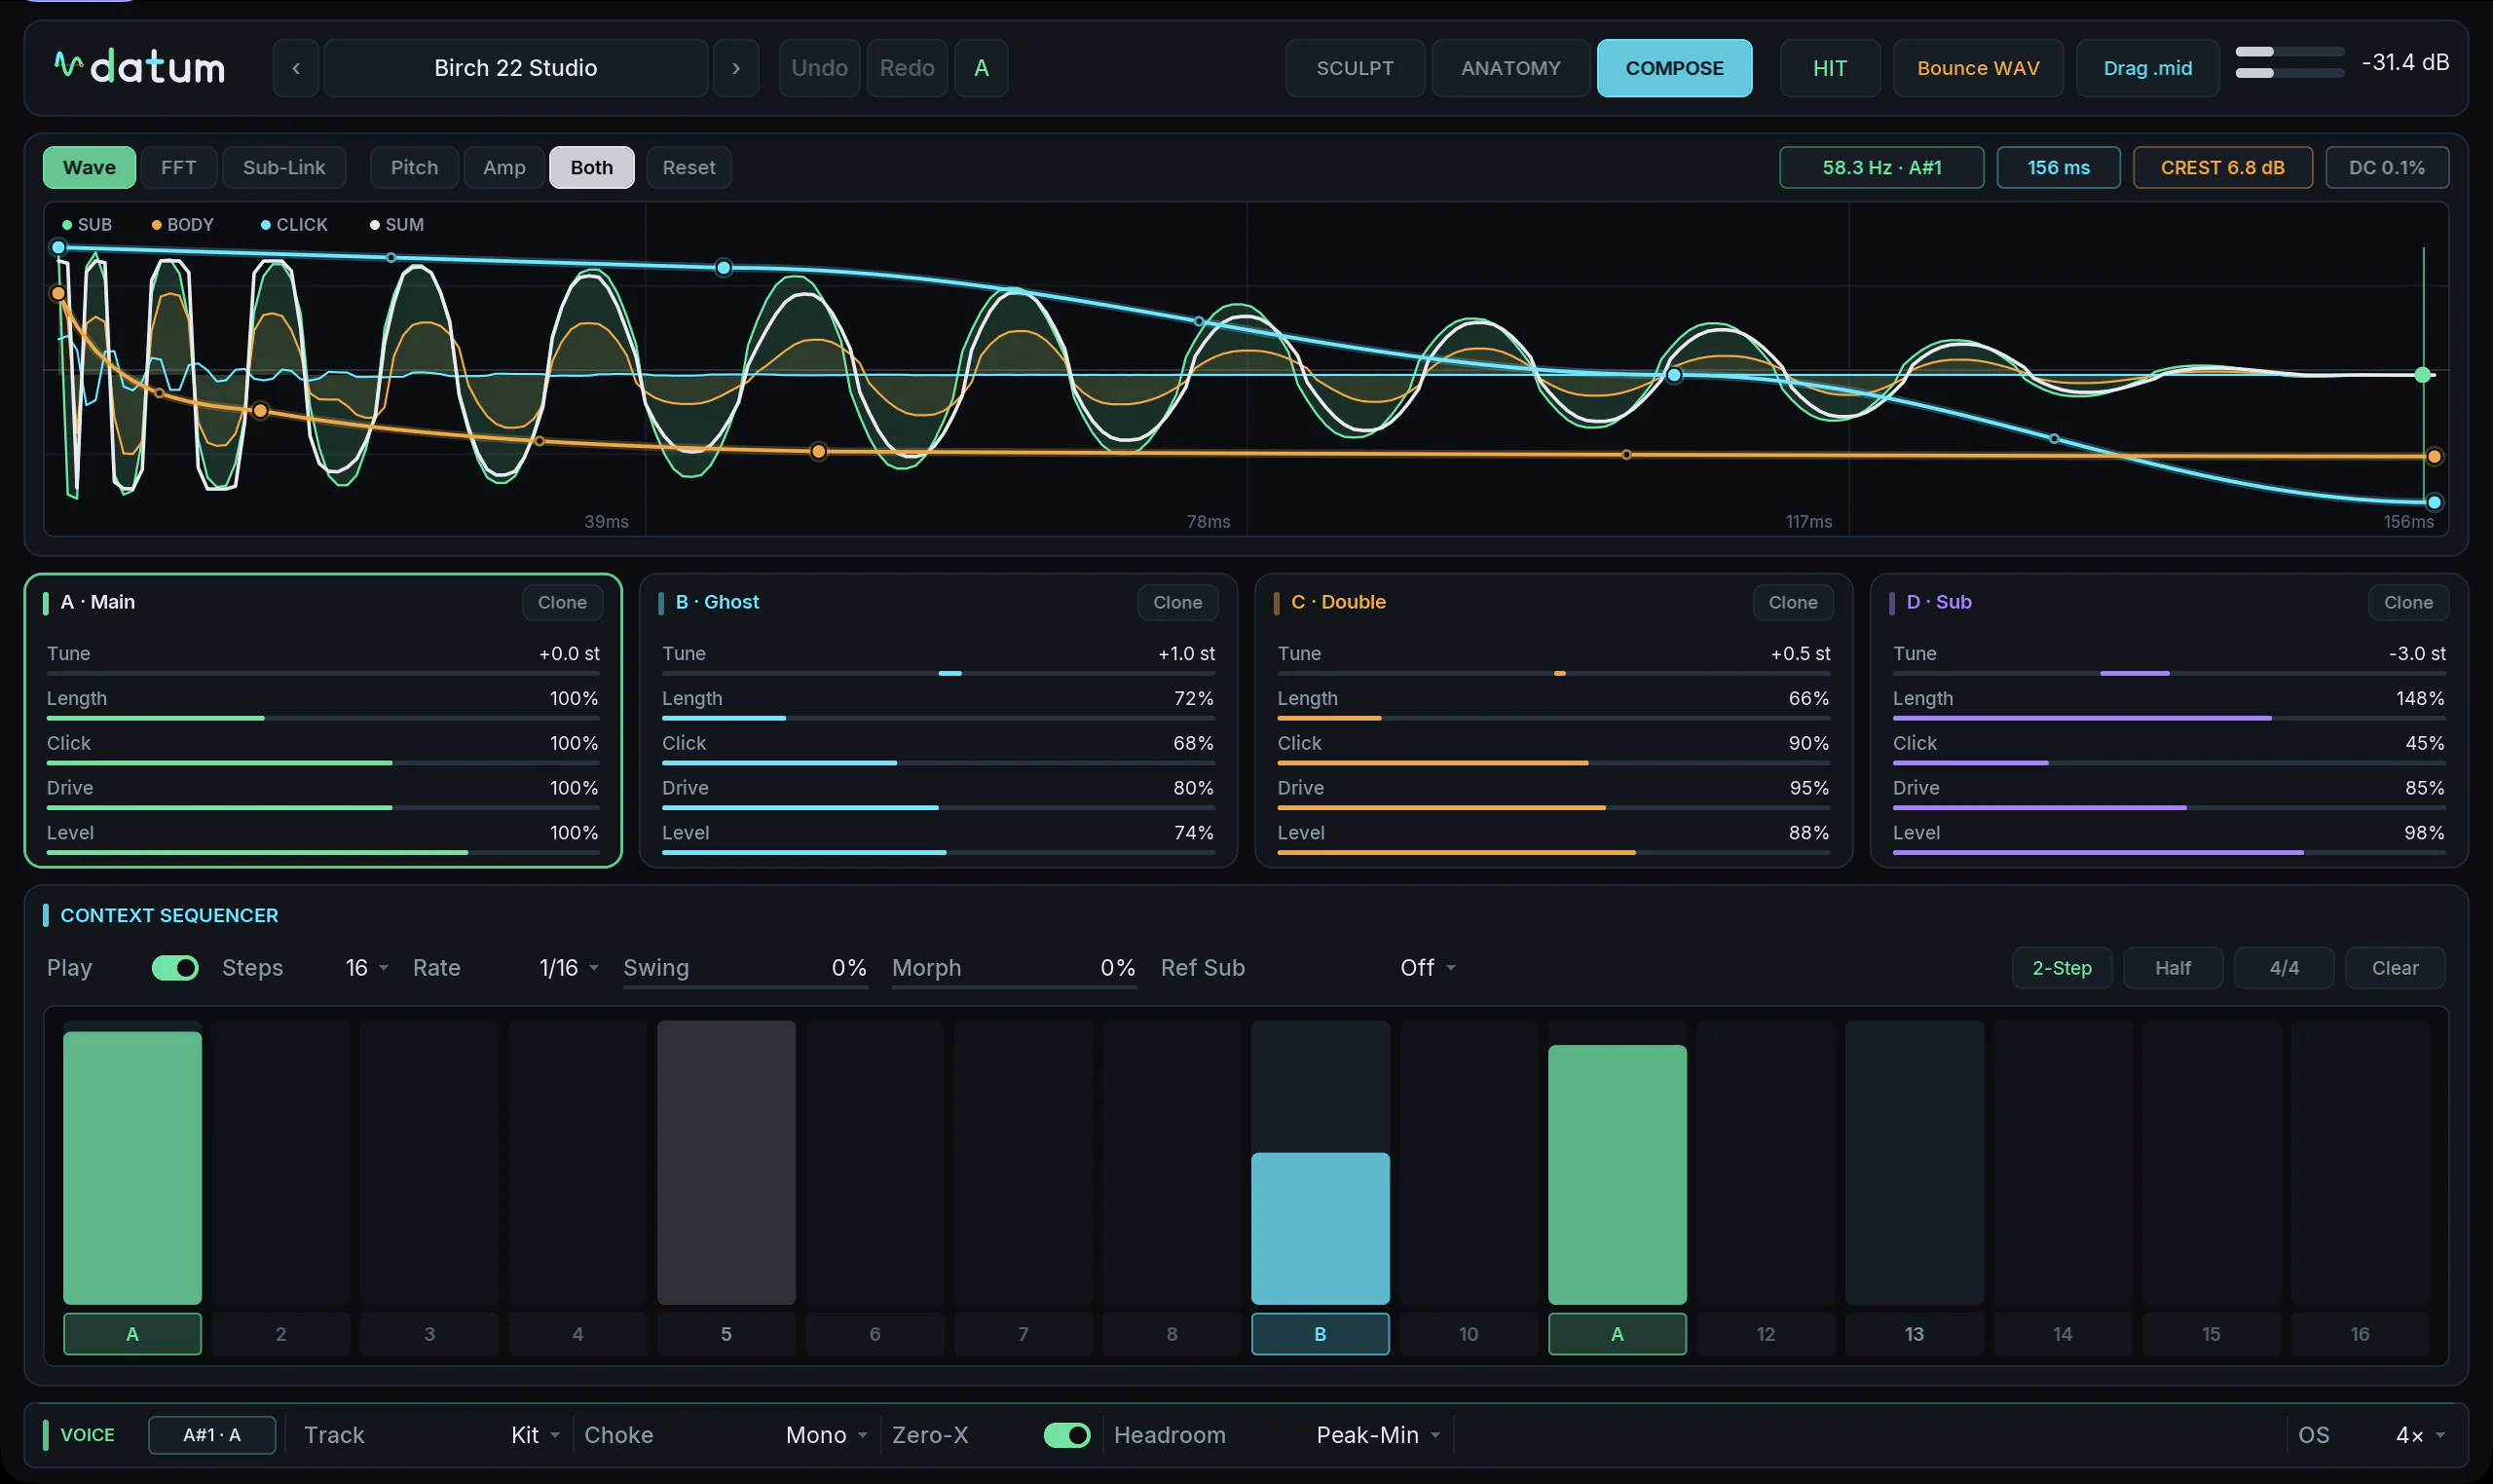 datum ‹ Birch 22 Studio › Undo Redo A SCULPT ANATOMY COMPOSE HIT Bounce WAV Drag .mid -31.4 dB
Wave FFT Sub-Link Pitch Amp Both Reset 58.3 Hz · A#1 156 ms CREST 6.8 dB DC 0.1%
SUB BODY CLICK SUM
39ms 78ms 117ms 156ms
A · Main Clone
Tune +0.0 st
Length 100%
Click 100%
Drive 100%
Level 100%
B · Ghost Clone
Tune +1.0 st
Length 72%
Click 68%
Drive 80%
Level 74%
C · Double Clone
Tune +0.5 st
Length 66%
Click 90%
Drive 95%
Level 88%
D · Sub Clone
Tune -3.0 st
Length 148%
Click 45%
Drive 85%
Level 98%
CONTEXT SEQUENCER
Play Steps 16 Rate 1/16 Swing 0% Morph 0% Ref Sub Off 2-Step Half 4/4 Clear
A 2 3 4 5 6 7 8 B 10 A 12 13 14 15 16
VOICE A#1 · A Track Kit Choke Mono Zero-X Headroom Peak-Min OS 4×